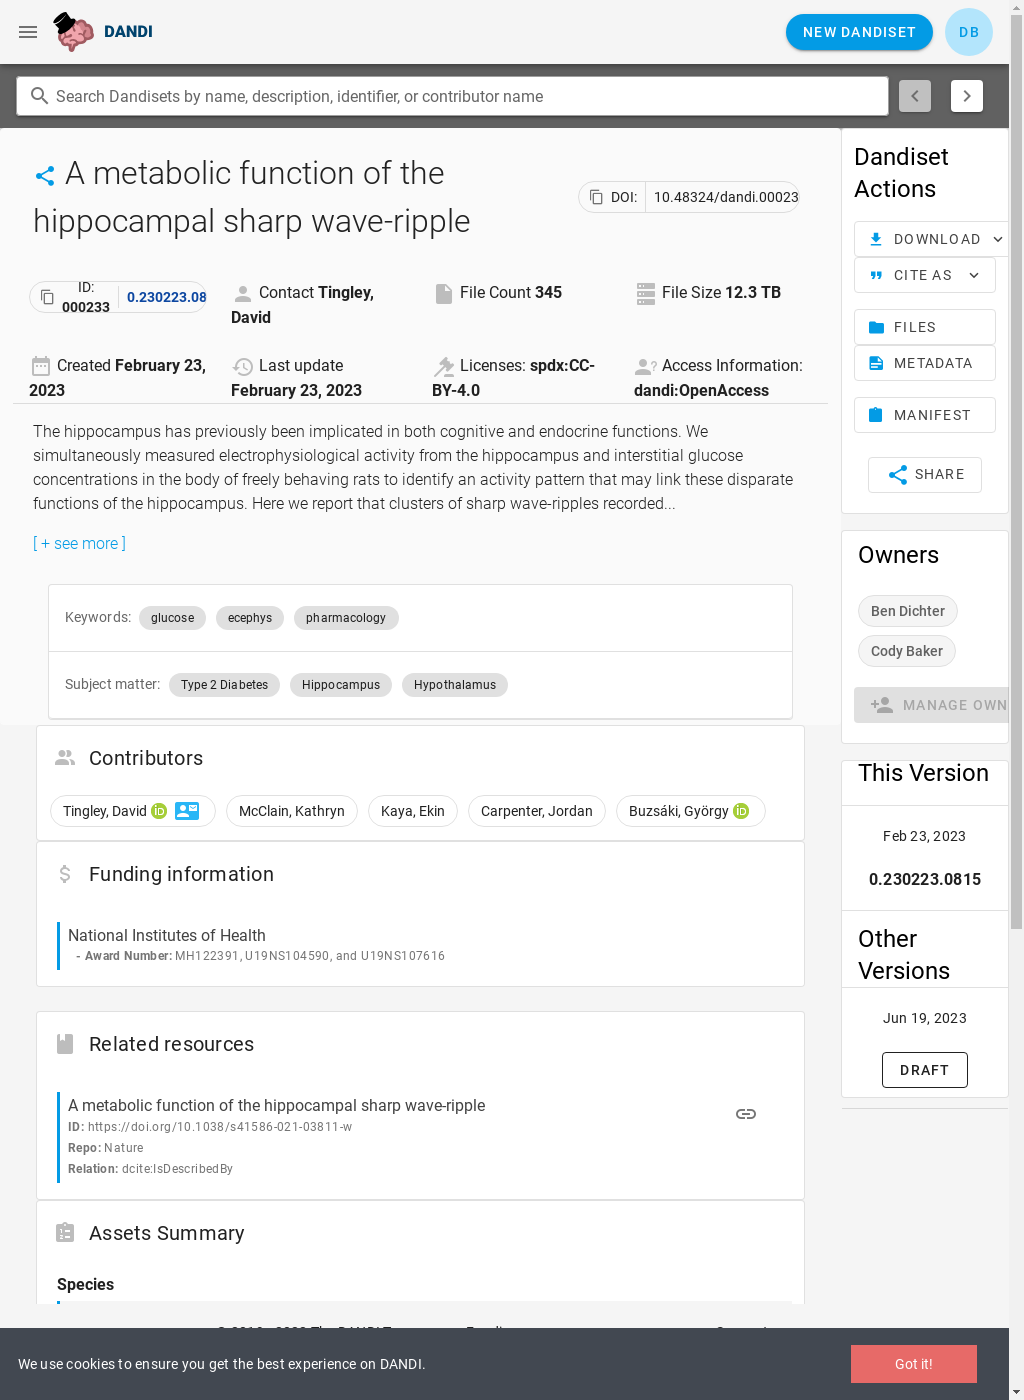 DANDI
NEW DANDISET
DB
Search Dandisets by name, description, identifier, or contributor name
A metabolic function of the
hippocampal sharp wave-ripple
DOI:
10.48324/dandi.00023
ID:
000233
0.230223.08
Contact Tingley,
David
File Count 345
File Size 12.3 TB
Created February 23,
2023
Last update
February 23, 2023
Licenses: spdx:CC-
BY-4.0
Access Information:
dandi:OpenAccess
The hippocampus has previously been implicated in both cognitive and endocrine functions. We
simultaneously measured electrophysiological activity from the hippocampus and interstitial glucose
concentrations in the body of freely behaving rats to identify an activity pattern that may link these disparate
functions of the hippocampus. Here we report that clusters of sharp wave-ripples recorded...
[ + see more ]
Keywords: glucose ecephys pharmacology
Subject matter: Type 2 Diabetes Hippocampus Hypothalamus
Contributors
Tingley, David iD McClain, Kathryn Kaya, Ekin Carpenter, Jordan Buzsáki, György iD
Funding information
National Institutes of Health
- Award Number: MH122391, U19NS104590, and U19NS107616
Related resources
A metabolic function of the hippocampal sharp wave-ripple
ID: https://doi.org/10.1038/s41586-021-03811-w
Repo: Nature
Relation: dcite:IsDescribedBy
Assets Summary
Species
Dandiset
Actions
DOWNLOAD
CITE AS
FILES
METADATA
MANIFEST
SHARE
Owners
Ben Dichter
Cody Baker
MANAGE OWN
This Version
Feb 23, 2023
0.230223.0815
Other
Versions
Jun 19, 2023
DRAFT
We use cookies to ensure you get the best experience on DANDI.
Got it!